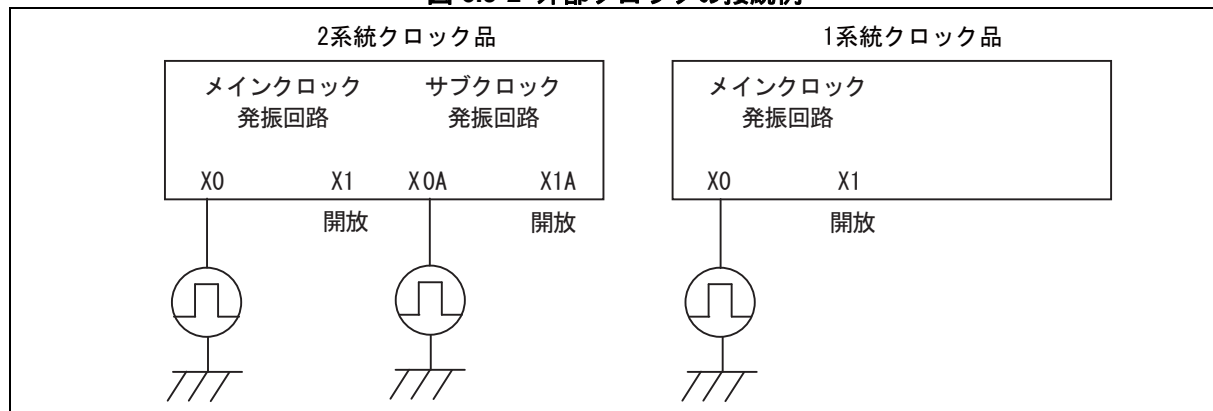 2系統クロック品
1系統クロック品
メインクロック
発振回路
サブクロック
発振回路
メインクロック
発振回路
X0
X1
X0A
X1A
X0
X1
開放
開放
開放